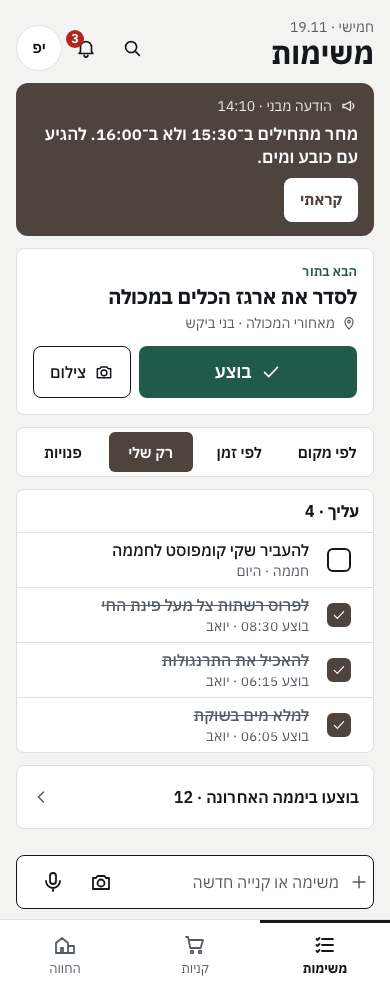 חמישי · 19.11
משימות
3
יפ
הודעה מבני · 14:10
מחר מתחילים ב־15:30 ולא ב־16:00. להגיע
עם כובע ומים.
קראתי
הבא בתור
לסדר את ארגז הכלים במכולה
מאחורי המכולה · בני ביקש
בוצע
צילום
לפי מקום
לפי זמן
רק שלי
פנויות
עליך · 4
להעביר שקי קומפוסט לחממה
חממה · היום
לפרוס רשתות צל מעל פינת החי
בוצע 08:30 · יואב
להאכיל את התרנגולות
בוצע 06:15 · יואב
למלא מים בשוקת
בוצע 06:05 · יואב
בוצעו ביממה האחרונה · 12
משימה או קנייה חדשה
משימות
קניות
החווה